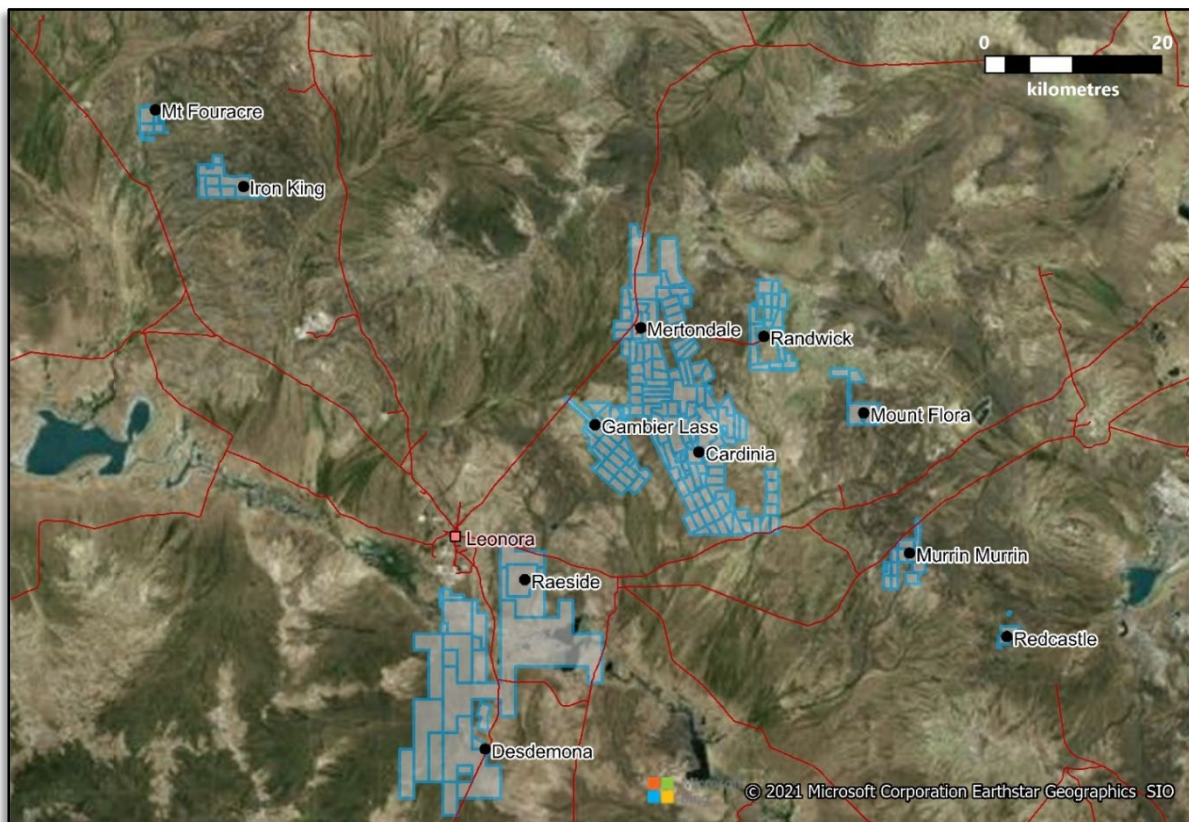 0 20
kilometres
Mt Fouracre
Iron King
Mertondale
Randwick
Mount Flora
Gambier Lass
Cardinia
Leonora
Murrin Murrin
Raeside
Redcastle
Desdemona
© 2021 Microsoft Corporation Earthstar Geographics SIO